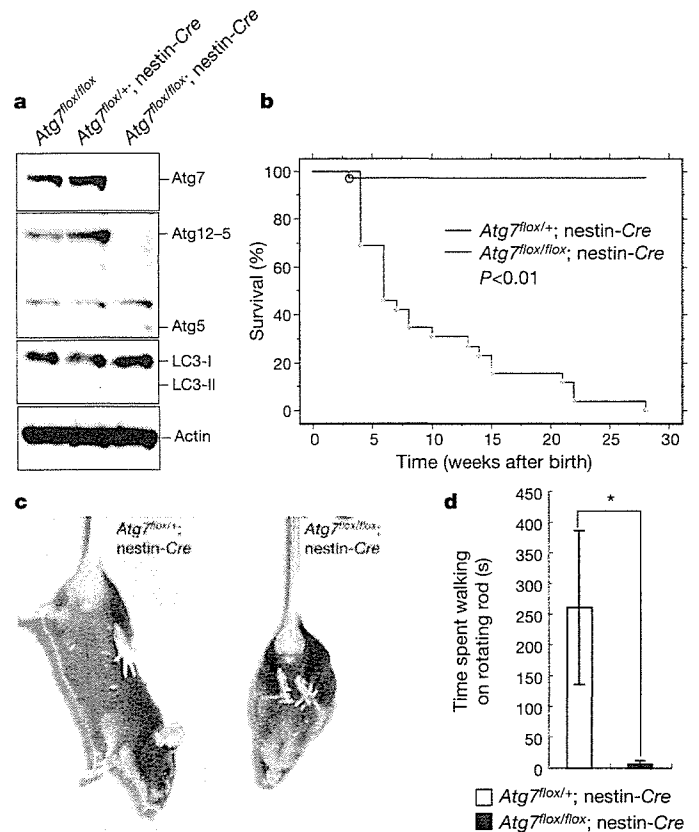 a
Atg7flox/flox
Atg7flox/+; nestin-Cre
Atg7flox/flox; nestin-Cre
Atg7
Atg12–5
Atg5
LC3-I
LC3-II
Actin
b
100
80
60
40
20
0
Survival (%)
Atg7flox/+; nestin-Cre
Atg7flox/flox; nestin-Cre
P<0.01
0 5 10 15 20 25 30
Time (weeks after birth)
c
Atg7flox/+;
nestin-Cre
Atg7flox/flox;
nestin-Cre
d
450
400
350
300
250
200
150
100
50
0
Time spent walking
on rotating rod (s)
*
Atg7flox/+; nestin-Cre
Atg7flox/flox; nestin-Cre